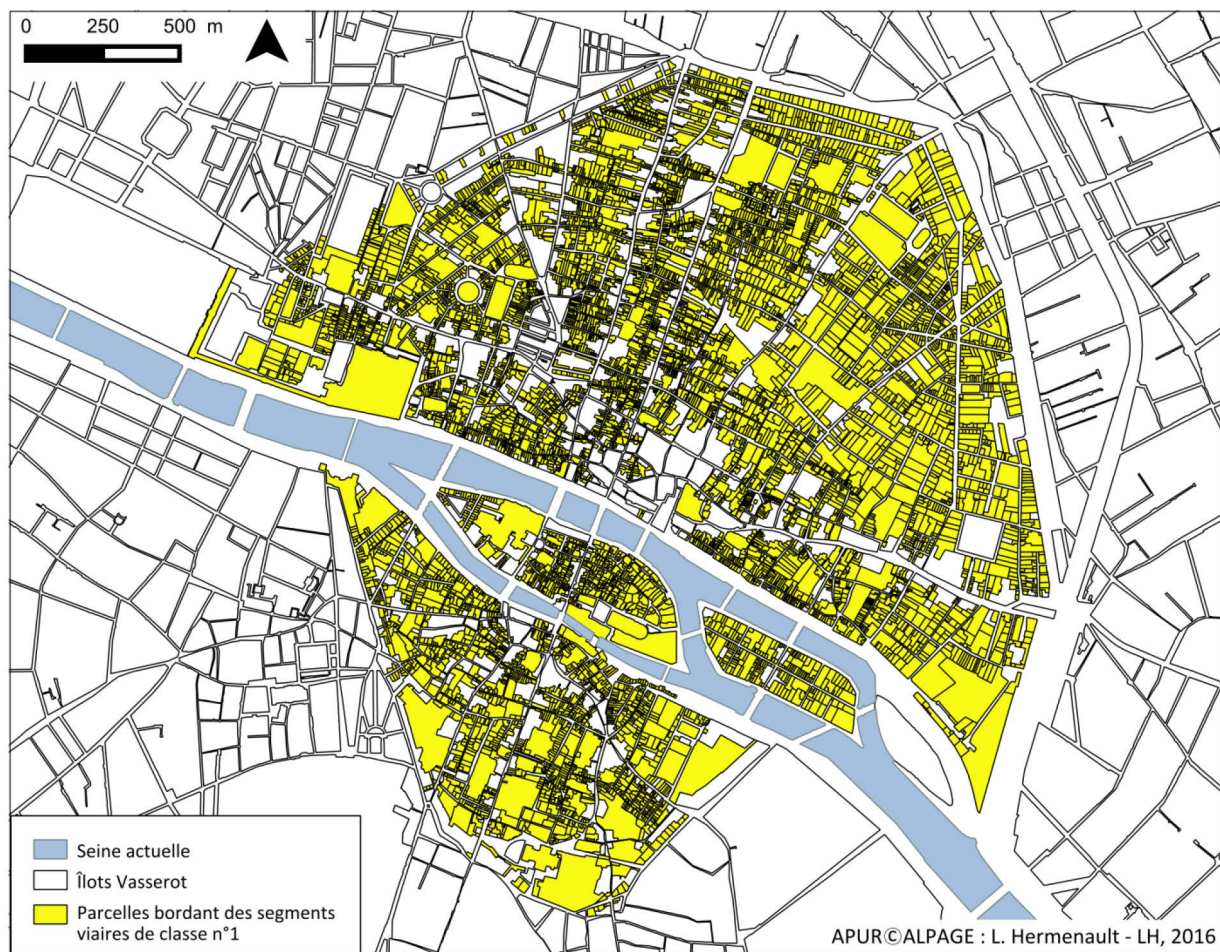 0 250 500 m
Seine actuelle
Îlots Vasserot
Parcelles bordant des segments
viaires de classe n°1
APUR©ALPAGE : L. Hermenault - LH, 2016